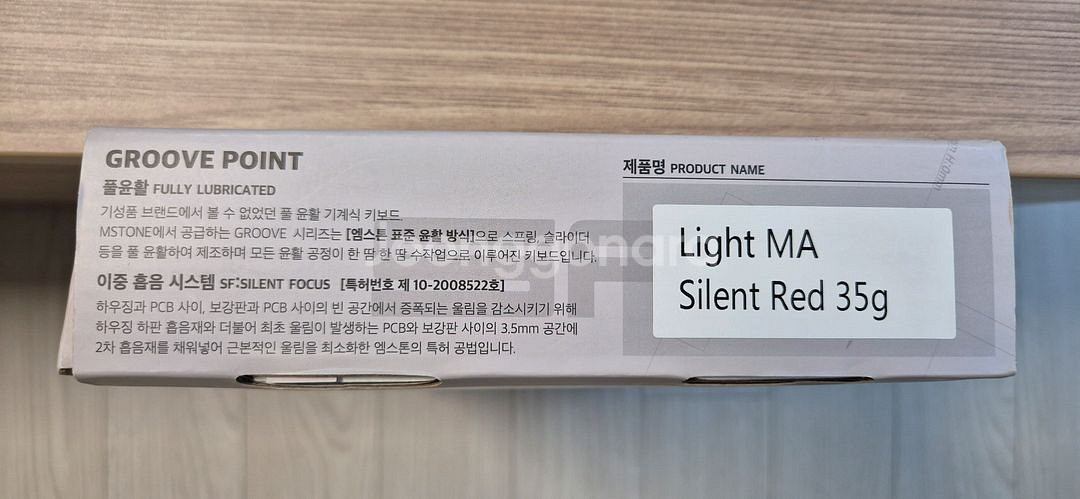 GROOVE POINT
풀윤활 FULLY LUBRICATED
기성품 브랜드에서 볼 수 없었던 풀 윤활 기계식 키보드
MSTONE에서 공급하는 GROOVE 시리즈는 [엠스톤 표준 윤활 방식]으로 스프링, 슬라이더
등을 풀 윤활하여 제조하며 모든 윤활 공정이 한 땀 한 땀 수작업으로 이루어진 키보드입니다.
이중 흡음 시스템 SF:SILENT FOCUS [특허번호 제 10-2008522호]
하우징과 PCB 사이, 보강판과 PCB 사이의 빈 공간에서 증폭되는 울림을 감소시키기 위해
하우징 하판 흡음재와 더불어 최초 울림이 발생하는 PCB와 보강판 사이의 3.5mm 공간에
2차 흡음재를 채워넣어 근본적인 울림을 최소화한 엠스톤의 특허 공법입니다.
제품명 PRODUCT NAME
Light MA
Silent Red 35g